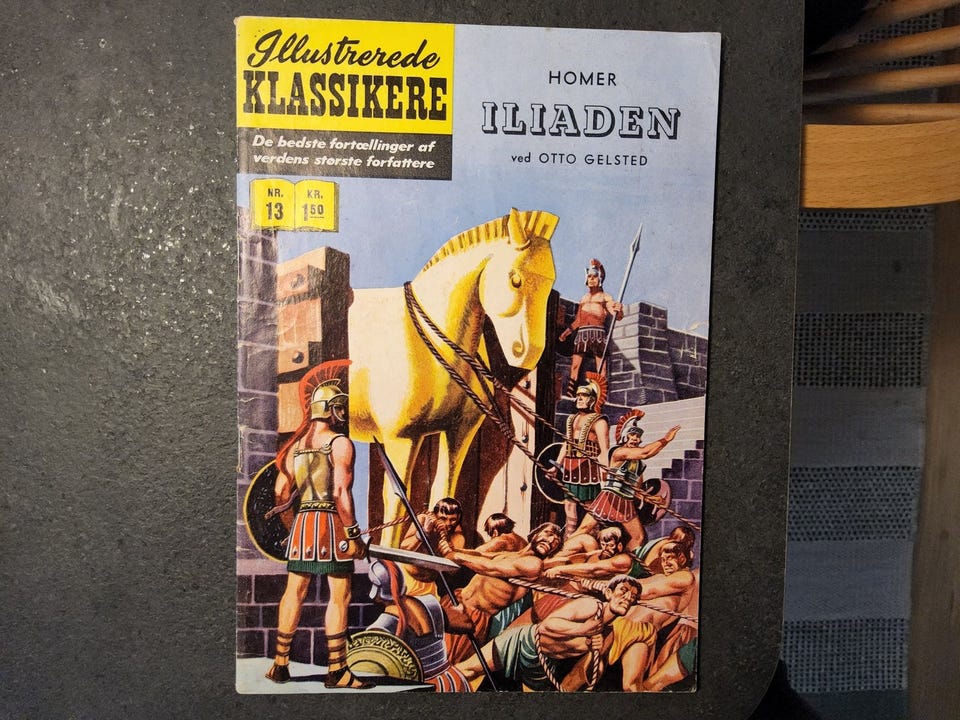 Illustrerede
KLASSIKERE
De bedste fortællinger af
verdens største forfattere
NR. 13
KR. 1.50
HOMER
ILIADEN
ved OTTO GELSTED